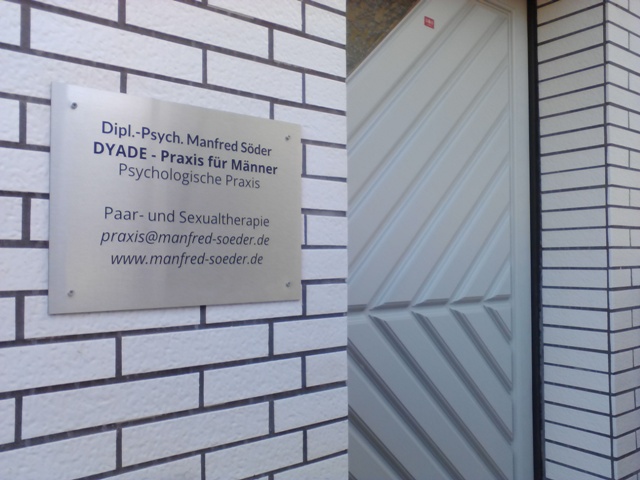 Dipl.-Psych. Manfred Söder
DYADE - Praxis für Männer
Psychologische Praxis
Paar- und Sexualtherapie
praxis@manfred-soeder.de
www.manfred-soeder.de